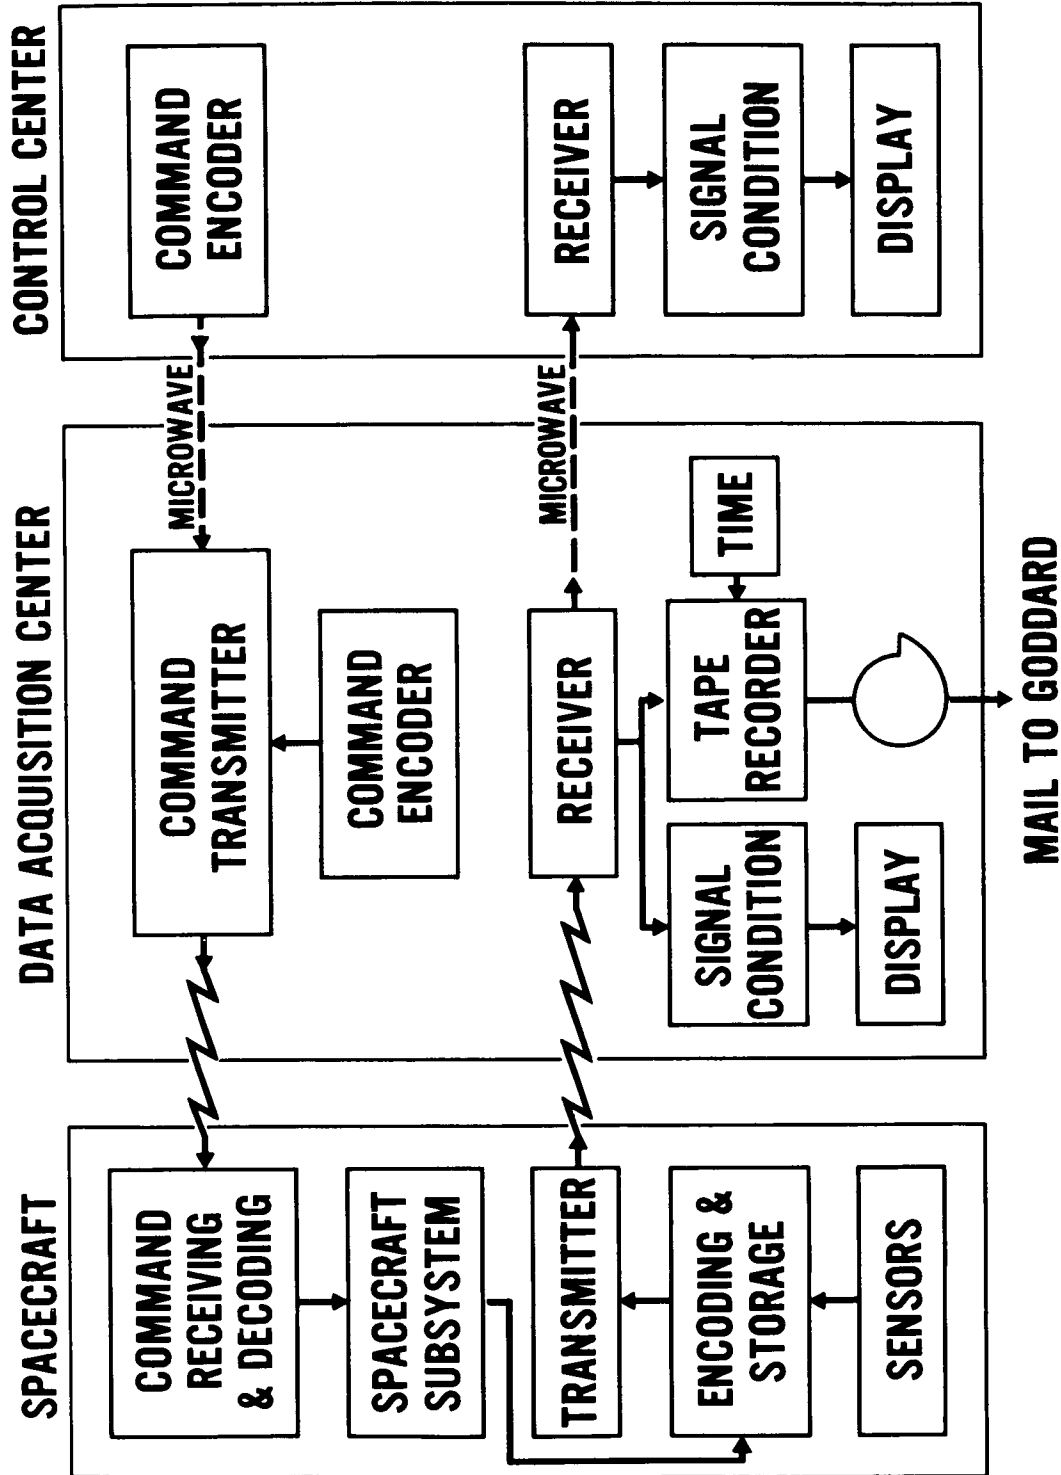 SPACECRAFT
COMMAND
RECEIVING
& DECODING
SPACECRAFT
SUBSYSTEM
TRANSMITTER
ENCODING &
STORAGE
SENSORS
DATA ACQUISITION CENTER
COMMAND
TRANSMITTER
COMMAND
ENCODER
RECEIVER
SIGNAL
CONDITION
DISPLAY
TAPE
RECORDER
TIME
MAIL TO GODDARD
MICROWAVE
MICROWAVE
CONTROL CENTER
COMMAND
ENCODER
RECEIVER
SIGNAL
CONDITION
DISPLAY